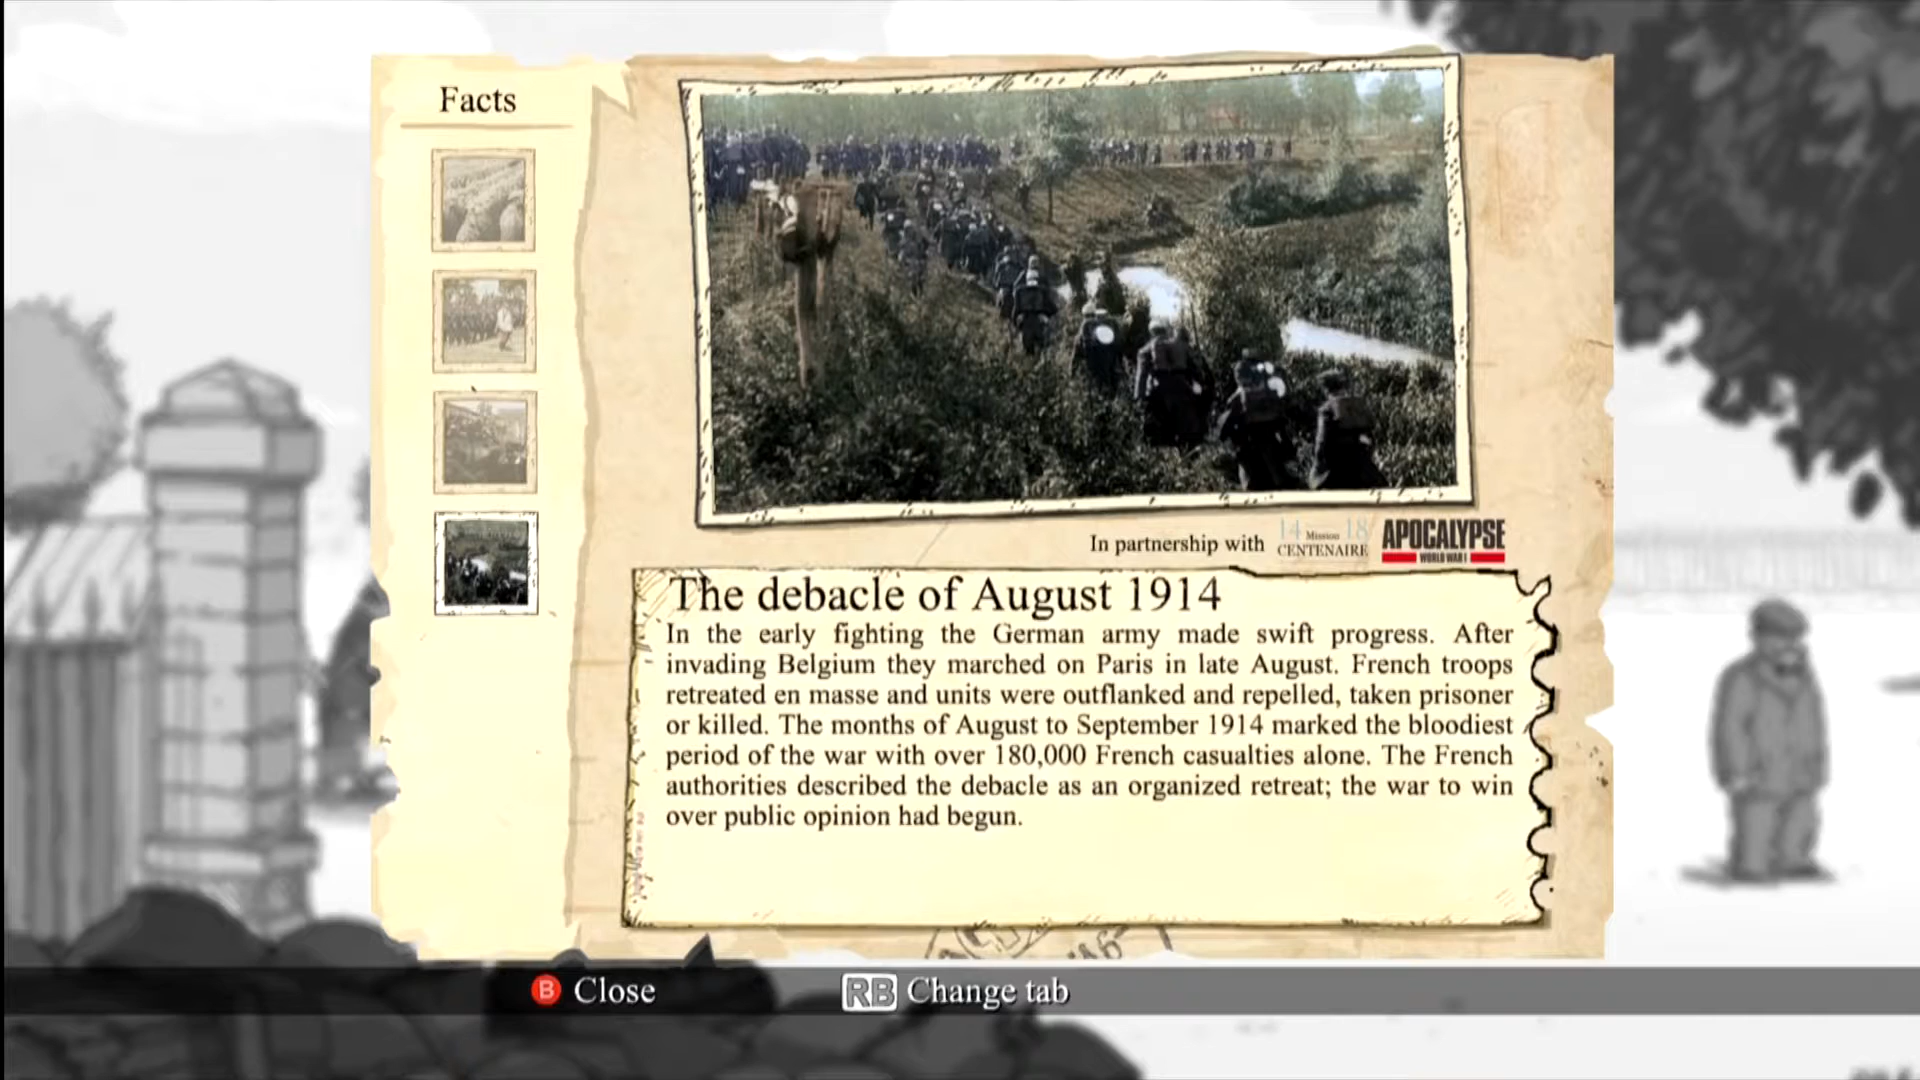 Facts
In partnership with
14 Mission 18
CENTENAIRE
APOCALYPSE
WORLD WAR I
The debacle of August 1914
In the early fighting the German army made swift progress. After
invading Belgium they marched on Paris in late August. French troops
retreated en masse and units were outflanked and repelled, taken prisoner
or killed. The months of August to September 1914 marked the bloodiest
period of the war with over 180,000 French casualties alone. The French
authorities described the debacle as an organized retreat; the war to win
over public opinion had begun.
B Close
RB Change tab